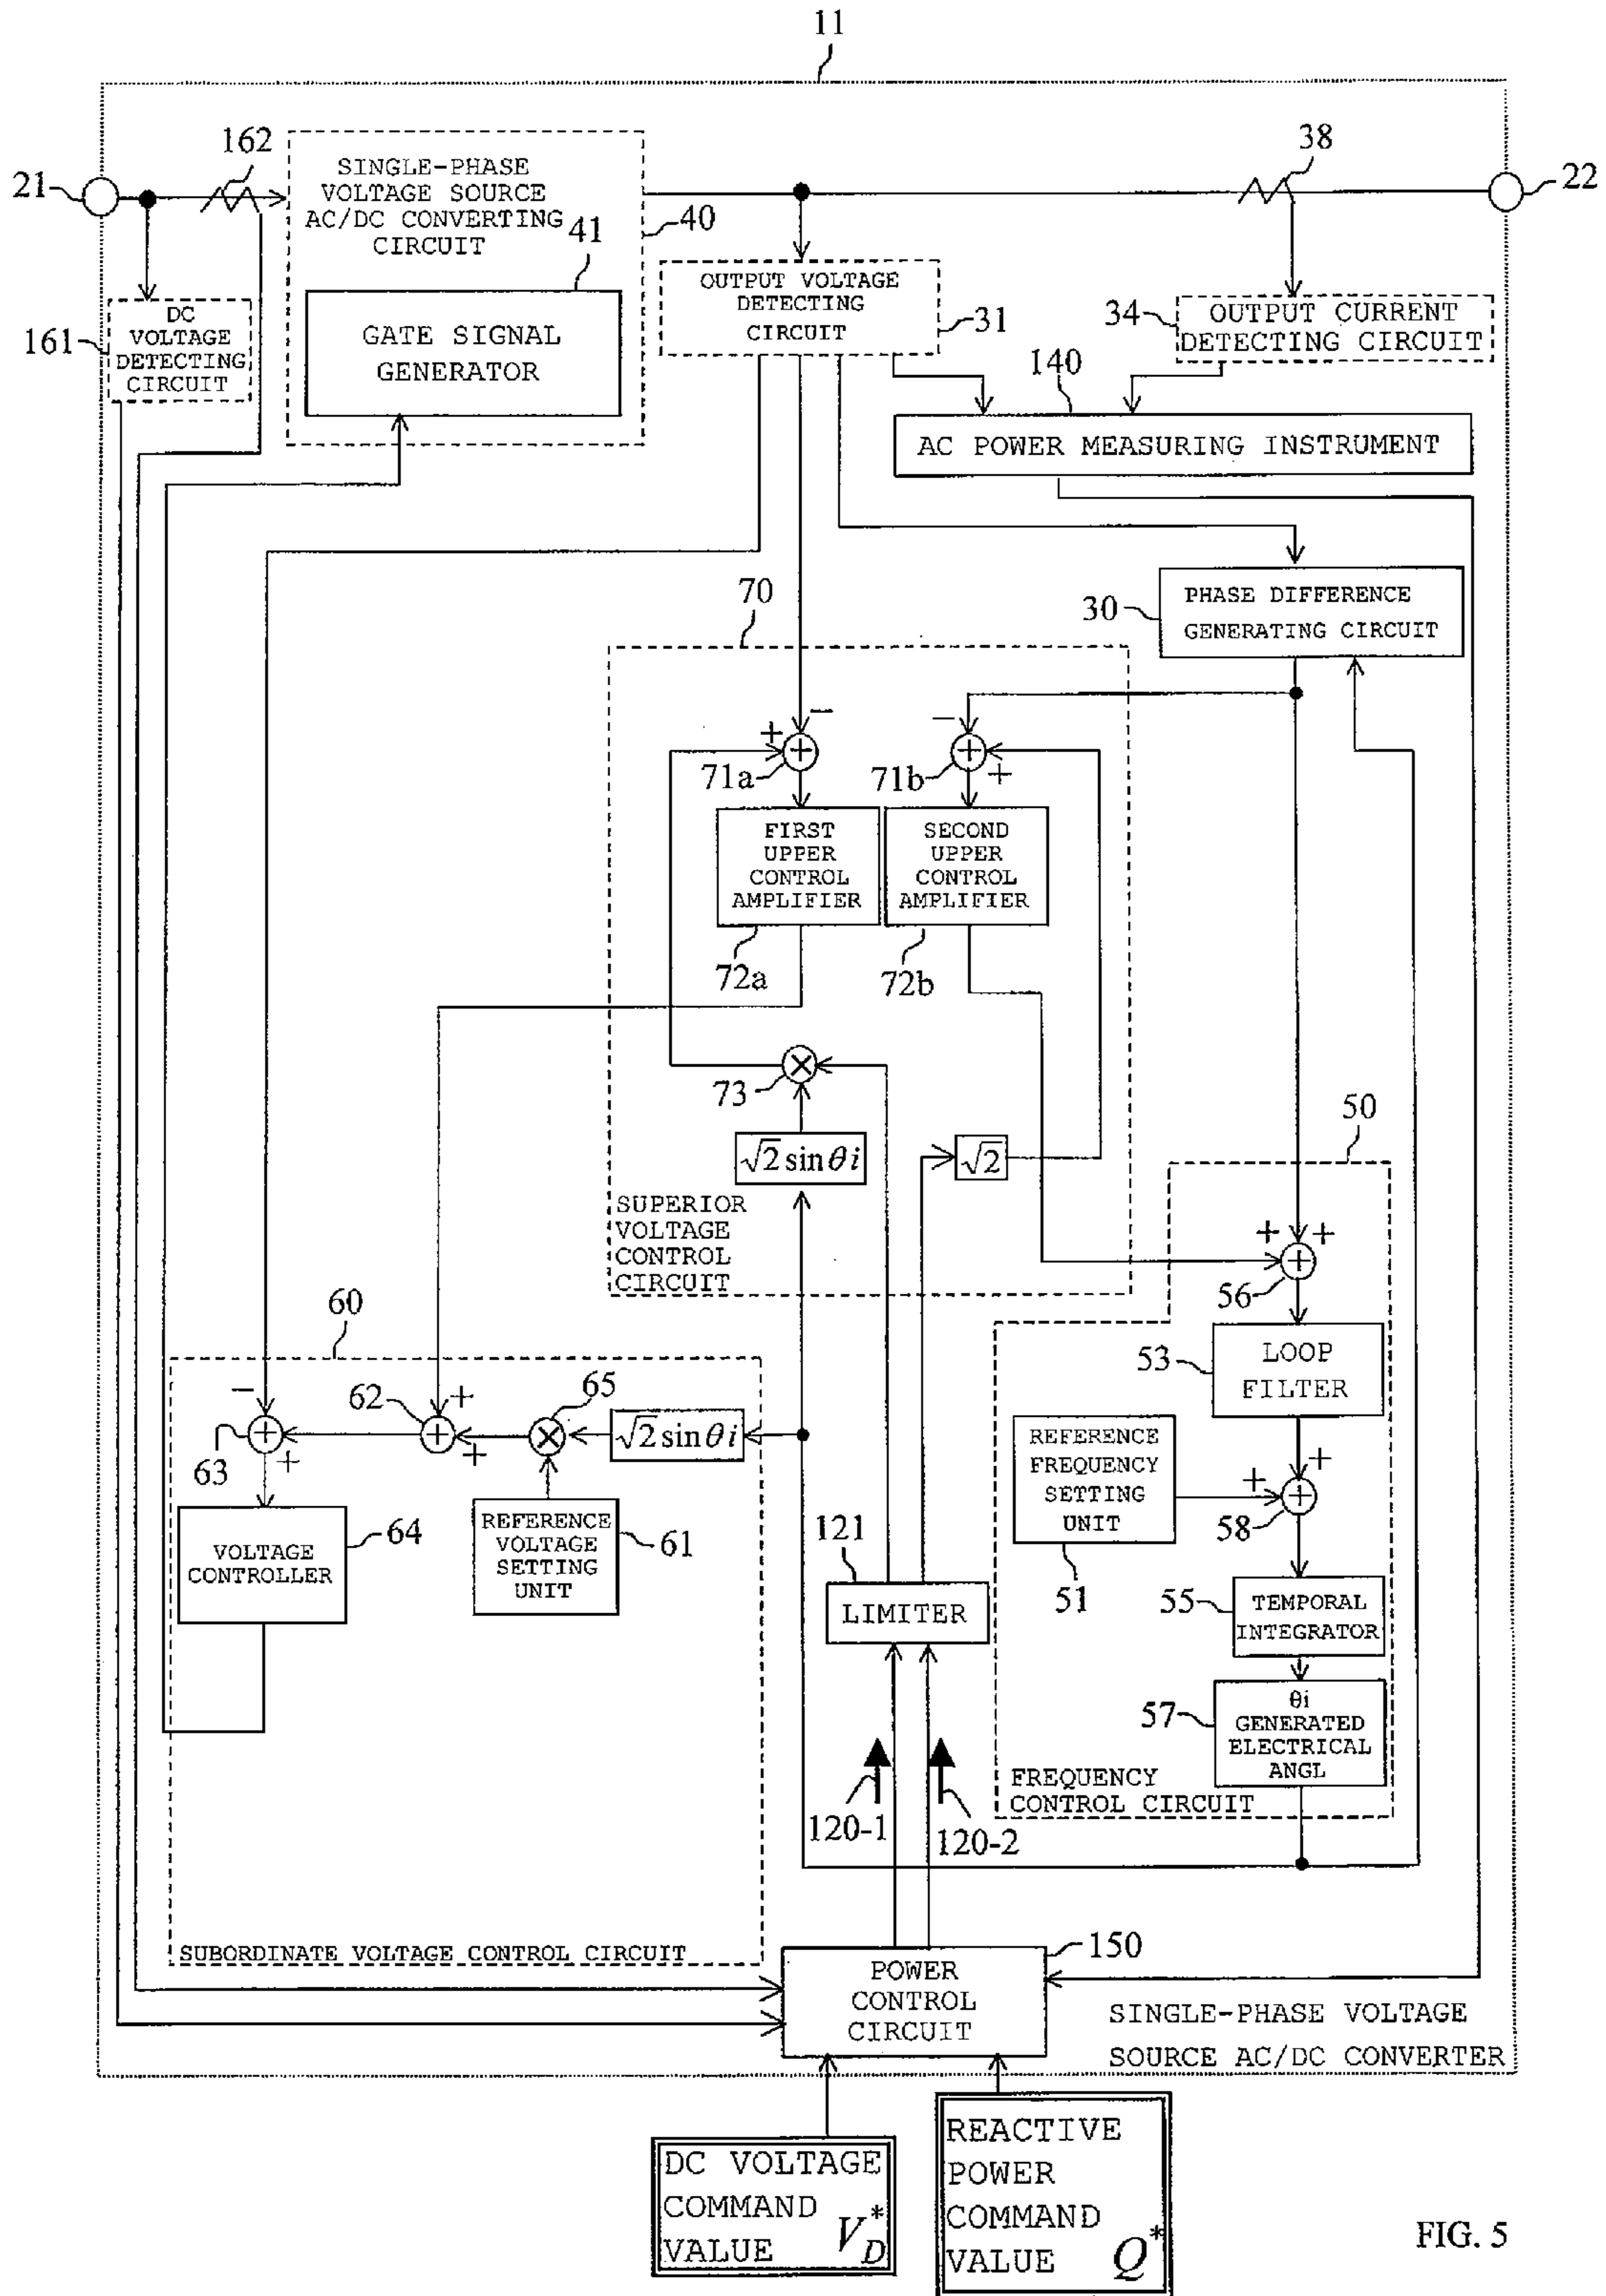 11
162
38
21
22
SINGLE-PHASE
VOLTAGE SOURCE
AC/DC CONVERTING
CIRCUIT
40
41
GATE SIGNAL
GENERATOR
DC
VOLTAGE
DETECTING
CIRCUIT
161
OUTPUT VOLTAGE
DETECTING
CIRCUIT
31
34
OUTPUT CURRENT
DETECTING CIRCUIT
140
AC POWER MEASURING INSTRUMENT
70
30
PHASE DIFFERENCE
GENERATING CIRCUIT
−
+
+
71a
−
+
+
71b
FIRST
UPPER
CONTROL
AMPLIFIER
72a
SECOND
UPPER
CONTROL
AMPLIFIER
72b
×
73
√2 sin θi
√2
SUPERIOR
VOLTAGE
CONTROL
CIRCUIT
50
+ +
+
56
53
LOOP
FILTER
REFERENCE
FREQUENCY
SETTING
UNIT
51
+
+
+
58
55
TEMPORAL
INTEGRATOR
57
θi
GENERATED
ELECTRICAL
ANGL
FREQUENCY
CONTROL CIRCUIT
60
−
+
+
63
62
+
+
+
65
×
√2 sin θi
VOLTAGE
CONTROLLER
64
REFERENCE
VOLTAGE
SETTING
UNIT
61
121
LIMITER
120-1
120-2
SUBORDINATE VOLTAGE CONTROL CIRCUIT
POWER
CONTROL
CIRCUIT
150
SINGLE-PHASE VOLTAGE
SOURCE AC/DC CONVERTER
DC VOLTAGE
COMMAND
VALUE V*D
REACTIVE
POWER
COMMAND
VALUE Q*
FIG. 5